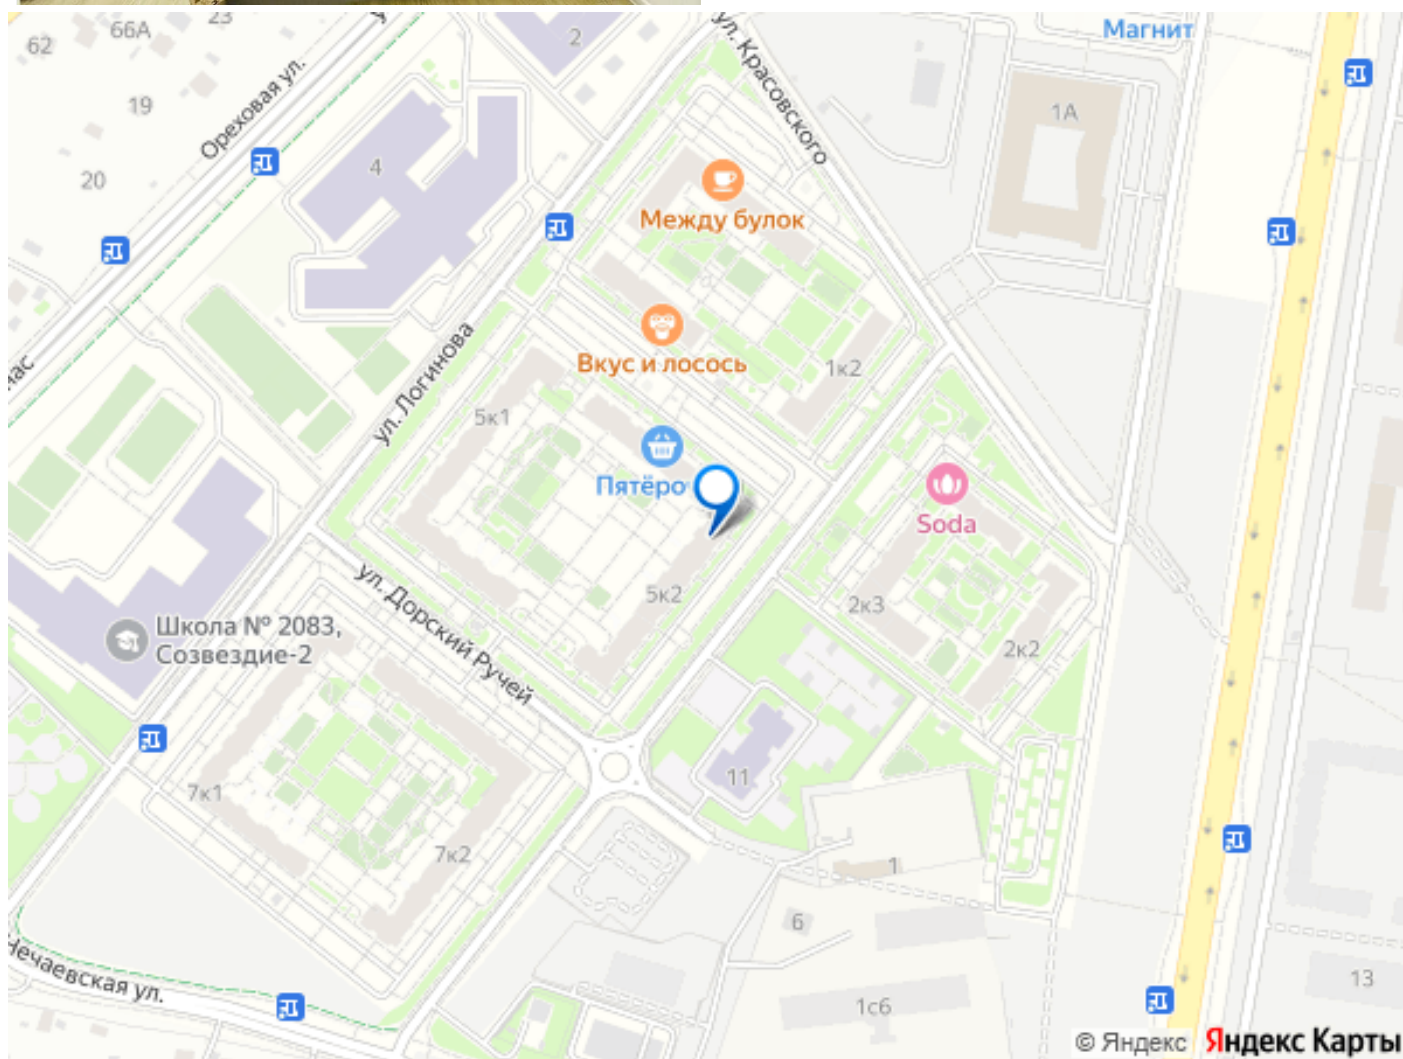 23
66А
62
2
Магнит
ул. Красовского
19
Ореховая ул.
1А
4
20
Между булок
ул. Логинова
Вкус и лосось
1к2
5к1
Пятёро
Soda
5к2
2к3
ул. Дорский Ручей
Школа № 2083,
Созвездие-2
2к2
11
7к1
7к2
1
6
Нечаевская ул.
13
1с6
© Яндекс Яндекс Карты